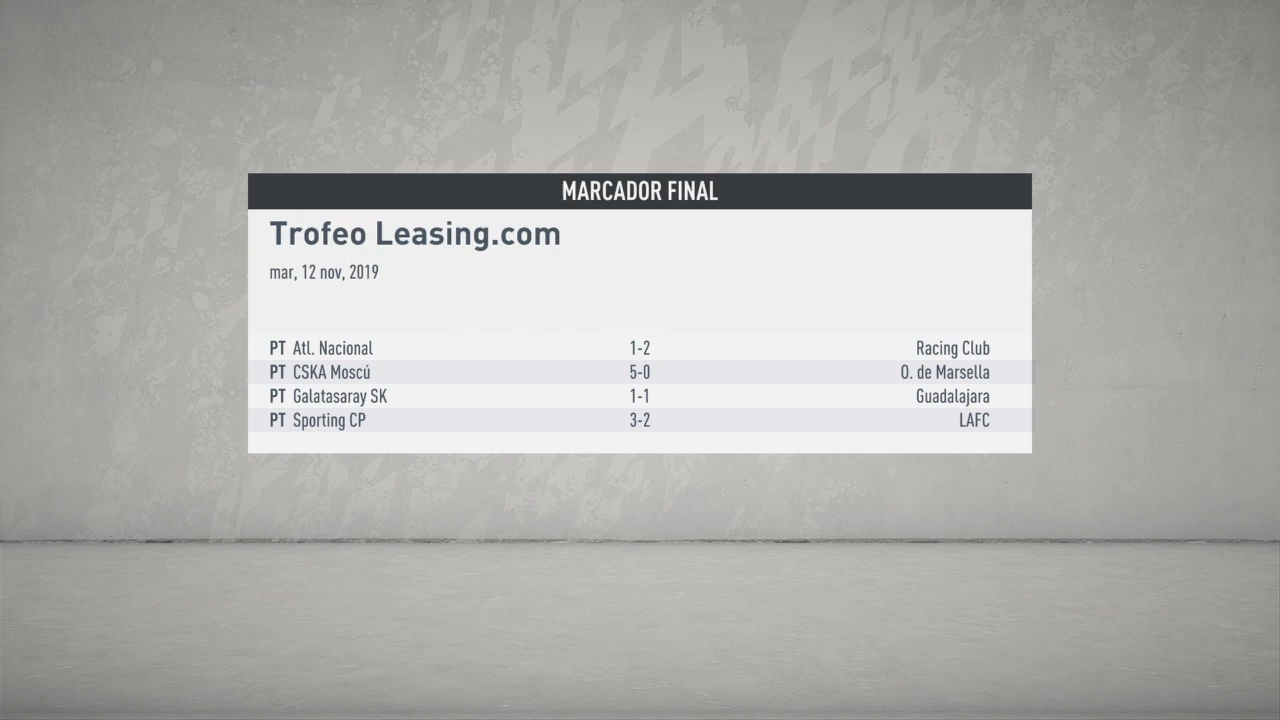 MARCADOR FINAL
Trofeo Leasing.com
mar, 12 nov, 2019
PT Atl. Nacional 1-2 Racing Club
PT CSKA Moscú 5-0 O. de Marsella
PT Galatasaray SK 1-1 Guadalajara
PT Sporting CP 3-2 LAFC